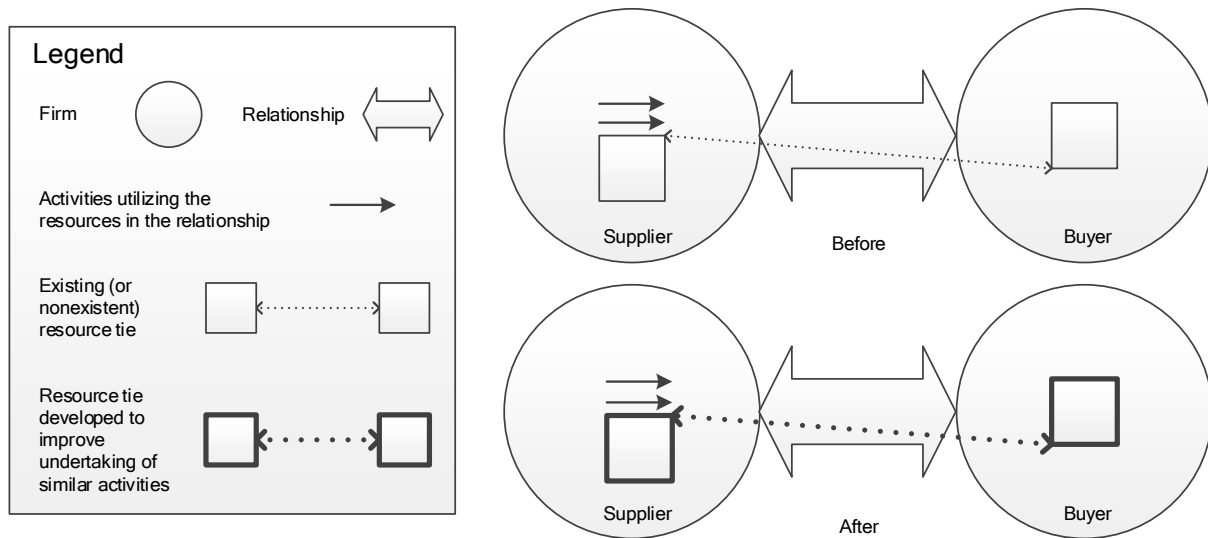 Legend
Firm
Relationship
Activities utilizing the
resources in the relationship
Existing (or
nonexistent)
resource tie
Resource tie
developed to
improve
undertaking of
similar activities
Supplier
Before
Buyer
Supplier
After
Buyer